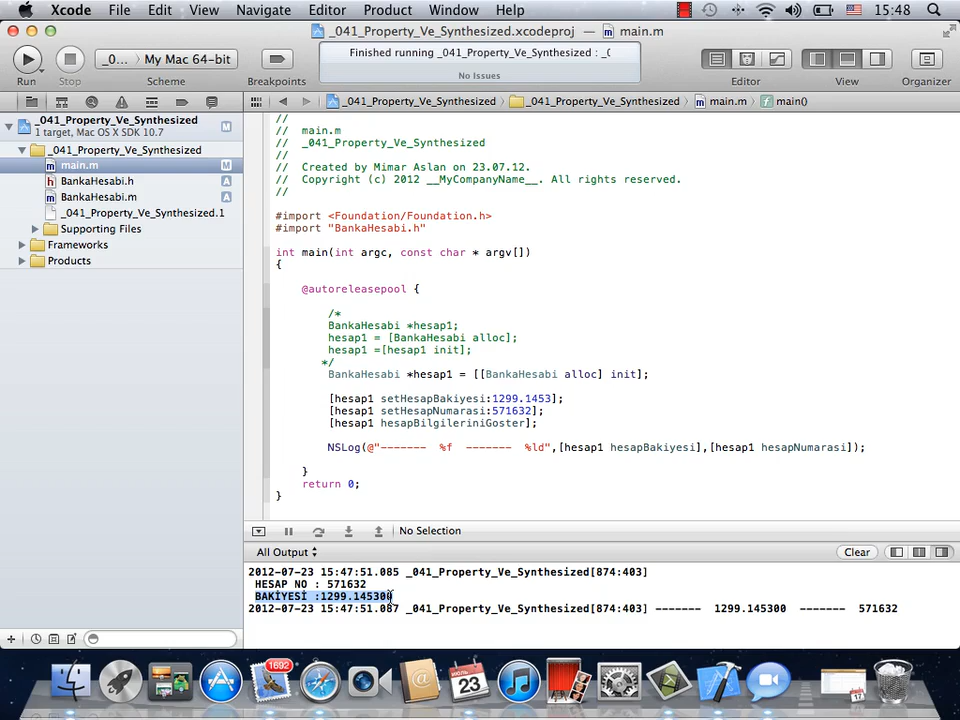 Xcode File Edit View Navigate Editor Product Window Help 15:48
_041_Property_Ve_Synthesized.xcodeproj main.m
Run Stop _0... My Mac 64-bit Scheme Breakpoints Finished running _041_Property_Ve_Synthesized : _0 No Issues Editor View Organizer
_041_Property_Ve_Synthesized M
1 target, Mac OS X SDK 10.7
_041_Property_Ve_Synthesized
main.m M
BankaHesabi.h A
BankaHesabi.m A
_041_Property_Ve_Synthesized.1
Supporting Files
Frameworks
Products
_041_Property_Ve_Synthesized _041_Property_Ve_Synthesized main.m main()
//
// main.m
// _041_Property_Ve_Synthesized
//
// Created by Mimar Aslan on 23.07.12.
// Copyright (c) 2012 __MyCompanyName__. All rights reserved.
//
#import <Foundation/Foundation.h>
#import "BankaHesabi.h"
int main(int argc, const char * argv[])
{
@autoreleasepool {
/*
BankaHesabi *hesap1;
hesap1 = [BankaHesabi alloc];
hesap1 =[hesap1 init];
*/
BankaHesabi *hesap1 = [[BankaHesabi alloc] init];
[hesap1 setHesapBakiyesi:1299.1453];
[hesap1 setHesapNumarasi:571632];
[hesap1 hesapBilgileriniGoster];
NSLog(@"------- %f ------- %ld",[hesap1 hesapBakiyesi],[hesap1 hesapNumarasi]);
}
return 0;
}
No Selection
All Output Clear
2012-07-23 15:47:51.085 _041_Property_Ve_Synthesized[874:403]
HESAP NO : 571632
BAKİYESİ :1299.145300
2012-07-23 15:47:51.087 _041_Property_Ve_Synthesized[874:403] ------- 1299.145300 ------- 571632
1692
23
17